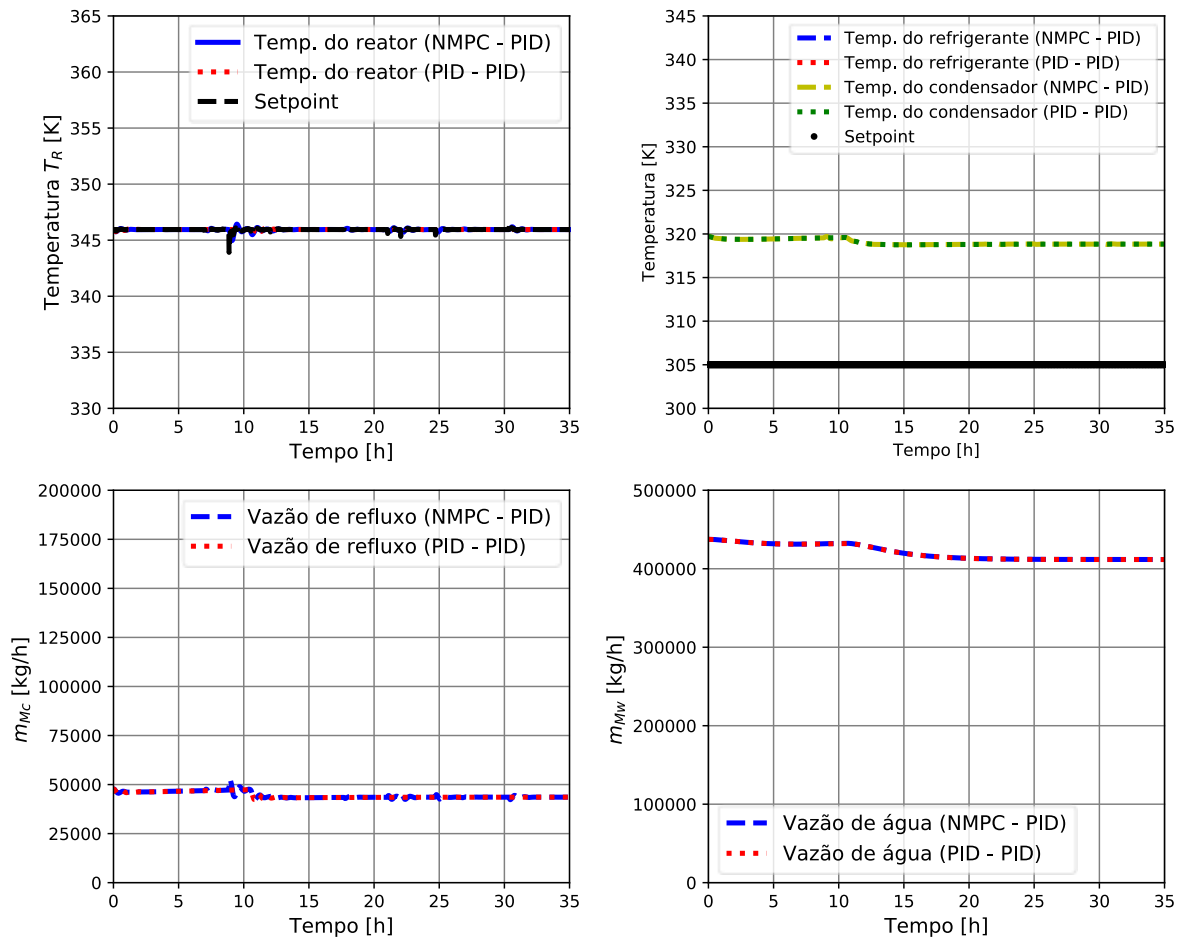 365
360
355
350
345
340
335
330
Temperatura T_R [K]
Temp. do reator (NMPC - PID)
Temp. do reator (PID - PID)
Setpoint
0 5 10 15 20 25 30 35
Tempo [h]
345
340
335
330
325
320
315
310
305
300
Temperatura [K]
Temp. do refrigerante (NMPC - PID)
Temp. do refrigerante (PID - PID)
Temp. do condensador (NMPC - PID)
Temp. do condensador (PID - PID)
Setpoint
0 5 10 15 20 25 30 35
Tempo [h]
200000
175000
150000
125000
100000
75000
50000
25000
0
m_{Mc} [kg/h]
Vazão de refluxo (NMPC - PID)
Vazão de refluxo (PID - PID)
0 5 10 15 20 25 30 35
Tempo [h]
500000
400000
300000
200000
100000
0
m_{Mw} [kg/h]
Vazão de água (NMPC - PID)
Vazão de água (PID - PID)
0 5 10 15 20 25 30 35
Tempo [h]